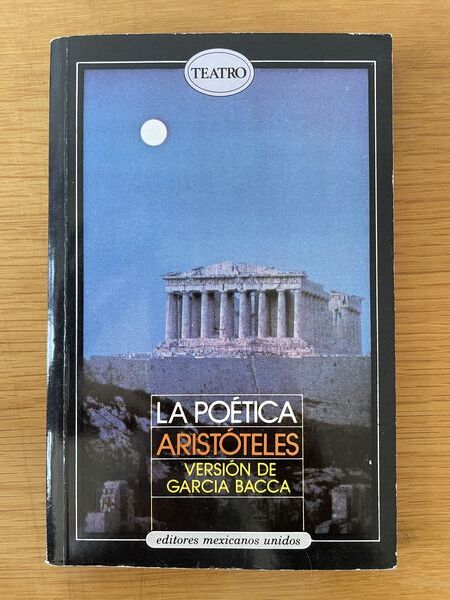 TEATRO
LA POÉTICA
ARISTÓTELES
VERSIÓN DE
GARCIA BACCA
editores mexicanos unidos